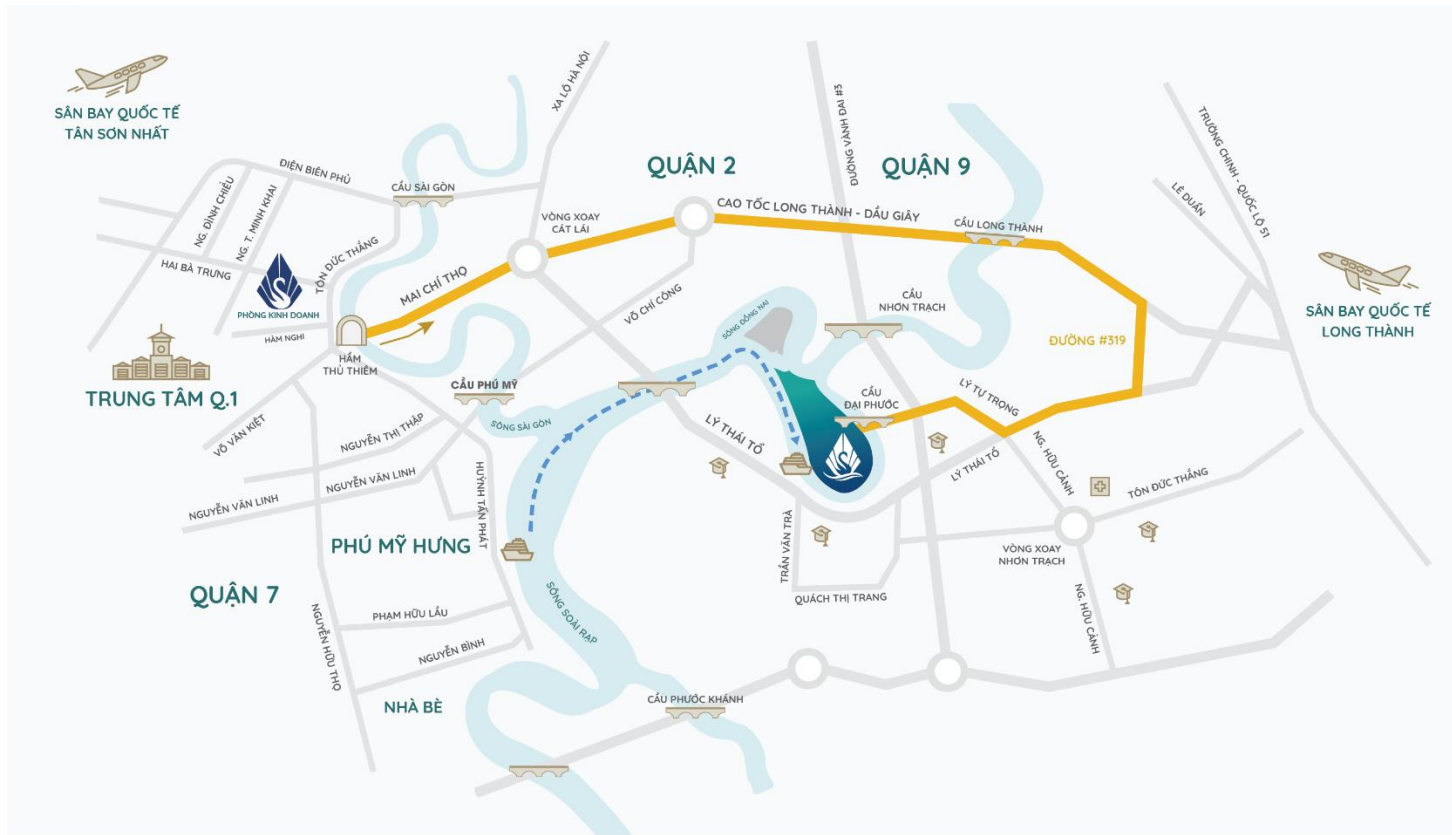 SÂN BAY QUỐC TẾ
TÂN SƠN NHẤT
XA LỘ HÀ NỘI
ĐIỆN BIÊN PHỦ
CẦU SÀI GÒN
NG. ĐÌNH CHIỂU
NG. T. MINH KHAI
HAI BÀ TRƯNG
TÔN ĐỨC THẮNG
PHÒNG KINH DOANH
HÀM NGHI
HẦM
THỦ THIÊM
TRUNG TÂM Q.1
MAI CHÍ THỌ
VÒNG XOAY
CÁT LÁI
QUẬN 2
ĐƯỜNG VÀNH ĐAI #3
QUẬN 9
CAO TỐC LONG THÀNH - DẦU GIÂY
CẦU LONG THÀNH
TRƯỜNG CHINH - QUỐC LỘ 51
LÊ DUẨN
SÂN BAY QUỐC TẾ
LONG THÀNH
VÕ CHÍ CÔNG
SÔNG ĐỒNG NAI
CẦU
NHƠN TRẠCH
ĐƯỜNG #319
CẦU PHÚ MỸ
SÔNG SÀI GÒN
CẦU
ĐẠI PHƯỚC
LÝ TỰ TRỌNG
LÝ THÁI TỔ
LÝ THÁI TỔ
NG. HỮU CẢNH
TÔN ĐỨC THẮNG
VÕ VĂN KIỆT
NGUYỄN THỊ THẬP
NGUYỄN VĂN LINH
NGUYỄN VĂN LINH
HUỲNH TẤN PHÁT
PHÚ MỸ HƯNG
QUẬN 7
TRẦN VĂN TRÀ
VÒNG XOAY
NHƠN TRẠCH
QUÁCH THỊ TRANG
NG. HỮU CẢNH
SÔNG SOÀI RẠP
PHẠM HỮU LẦU
NGUYỄN BÌNH
NGUYỄN HỮU THỌ
NHÀ BÈ
CẦU PHƯỚC KHÁNH